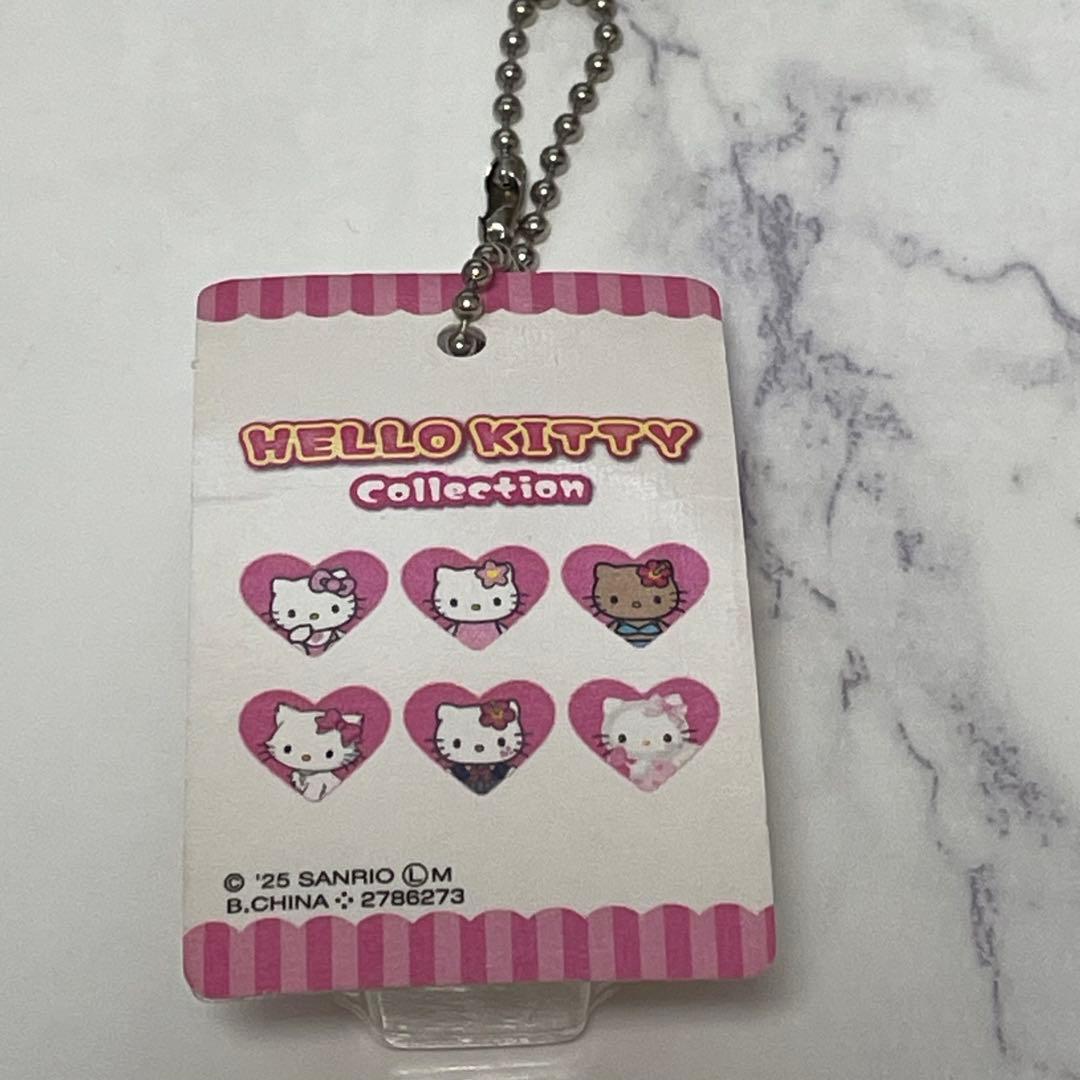 HELLO KITTY
Collection
© '25 SANRIO ⓁM
B.CHINA ⁘ 2786273